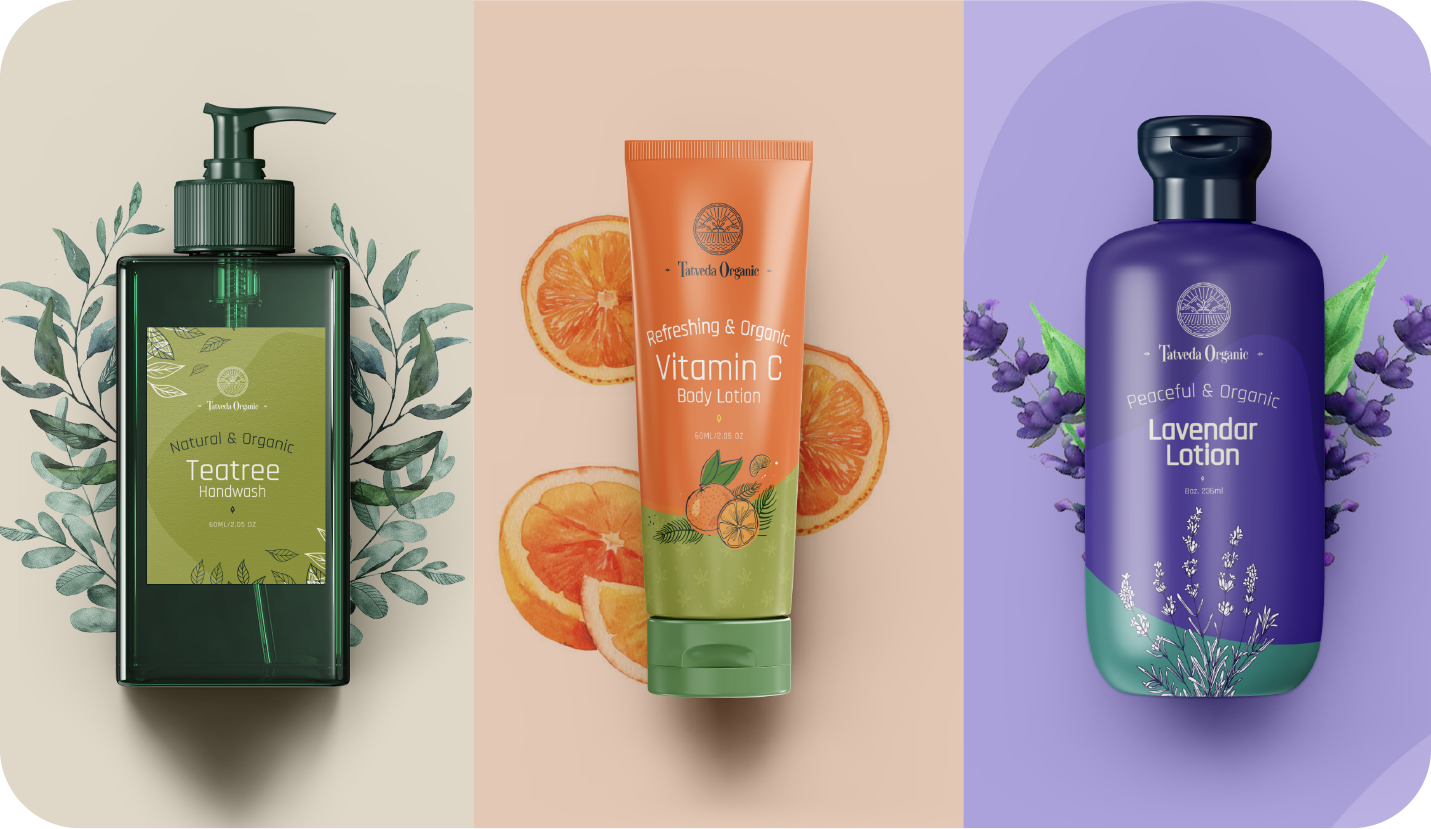 Tatveda Organic
Natural & Organic
Teatree
Handwash
60ML/2.05 OZ
Tatveda Organic
Refreshing & Organic
Vitamin C
Body Lotion
60ML/2.05 OZ
Tatveda Organic
Peaceful & Organic
Lavendar
Lotion
8oz. 236ml